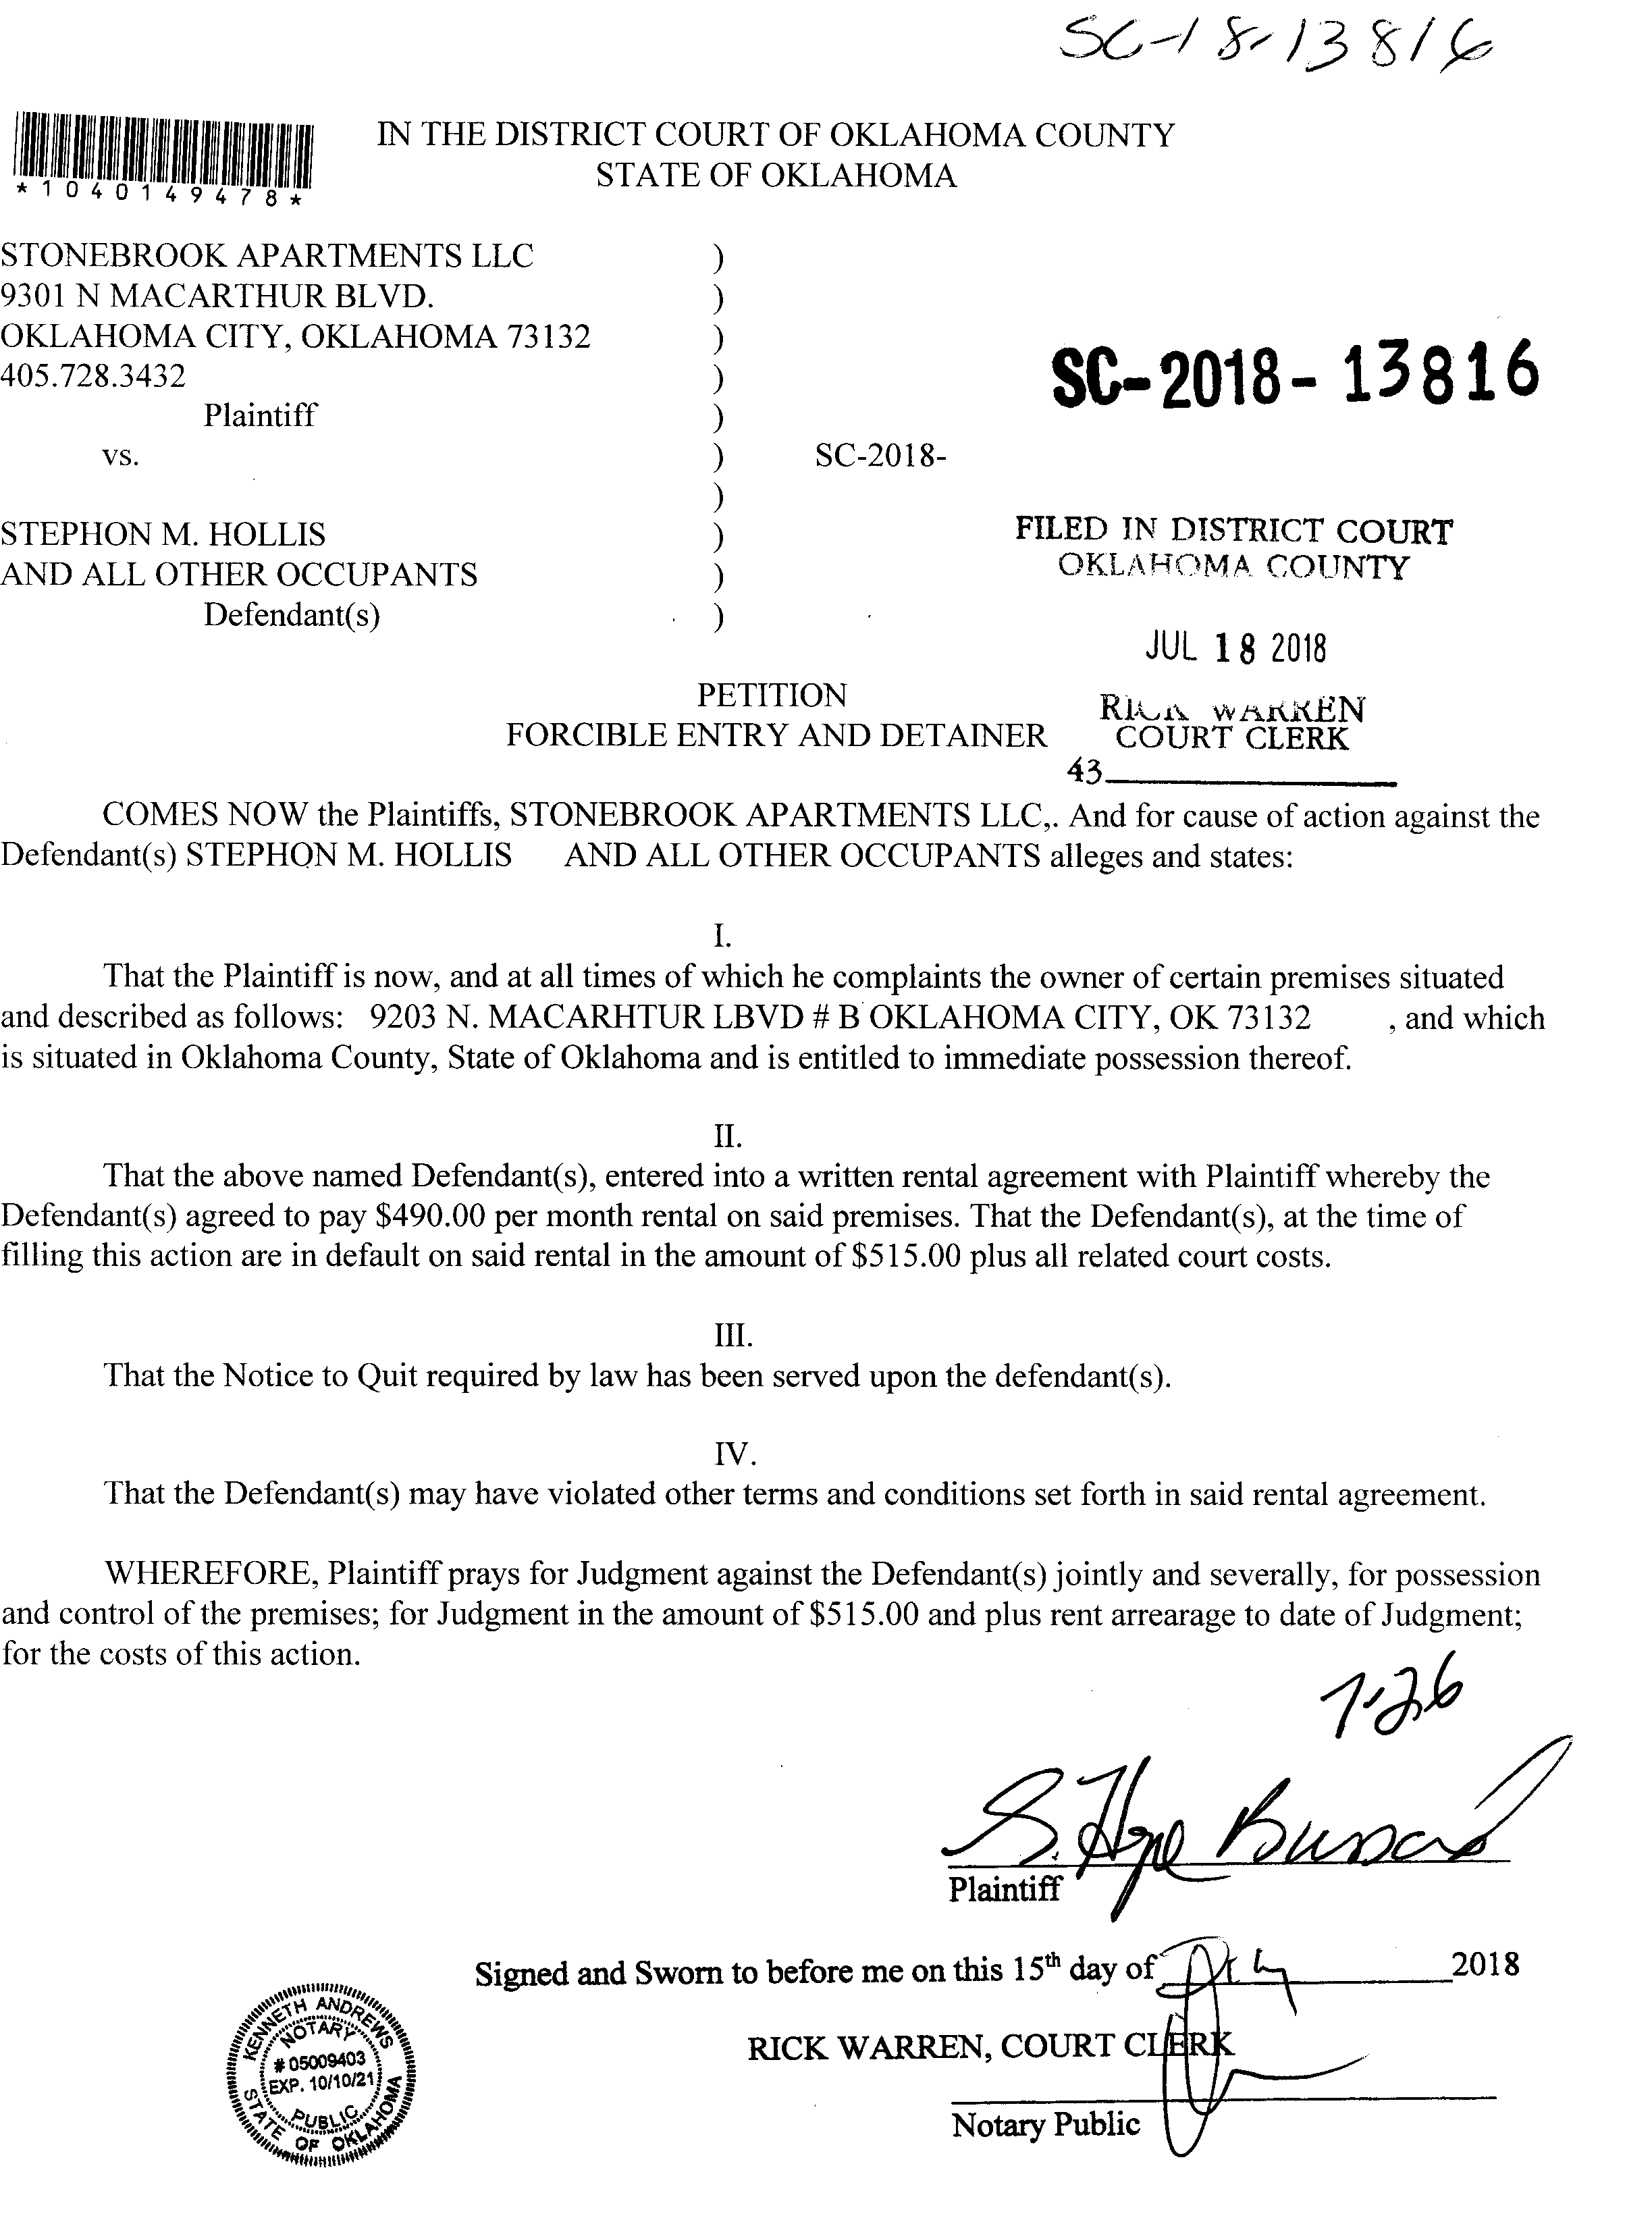 SC-18-13816
*1040149478*
IN THE DISTRICT COURT OF OKLAHOMA COUNTY
STATE OF OKLAHOMA
STONEBROOK APARTMENTS LLC )
9301 N MACARTHUR BLVD. )
OKLAHOMA CITY, OKLAHOMA 73132 )
405.728.3432 )
SC-2018-13816
Plaintiff )
vs. ) SC-2018-
)
STEPHON M. HOLLIS )
AND ALL OTHER OCCUPANTS )
Defendant(s) )
FILED IN DISTRICT COURT
OKLAHOMA COUNTY
JUL 18 2018
RICK WARREN
COURT CLERK
43
PETITION
FORCIBLE ENTRY AND DETAINER
COMES NOW the Plaintiffs, STONEBROOK APARTMENTS LLC,. And for cause of action against the
Defendant(s) STEPHON M. HOLLIS AND ALL OTHER OCCUPANTS alleges and states:
I.
That the Plaintiff is now, and at all times of which he complaints the owner of certain premises situated
and described as follows: 9203 N. MACARHTUR LBVD # B OKLAHOMA CITY, OK 73132 , and which
is situated in Oklahoma County, State of Oklahoma and is entitled to immediate possession thereof.
II.
That the above named Defendant(s), entered into a written rental agreement with Plaintiff whereby the
Defendant(s) agreed to pay $490.00 per month rental on said premises. That the Defendant(s), at the time of
filling this action are in default on said rental in the amount of $515.00 plus all related court costs.
III.
That the Notice to Quit required by law has been served upon the defendant(s).
IV.
That the Defendant(s) may have violated other terms and conditions set forth in said rental agreement.
WHEREFORE, Plaintiff prays for Judgment against the Defendant(s) jointly and severally, for possession
and control of the premises; for Judgment in the amount of $515.00 and plus rent arrearage to date of Judgment;
for the costs of this action.
7-26
S. Hope
Plaintiff
Signed and Sworn to before me on this 15th day of July 2018
RICK WARREN, COURT CLERK
Notary Public
KENNETH ANDREWS
NOTARY
# 05009403
EXP. 10/10/21
PUBLIC
STATE OF OKLAHOMA